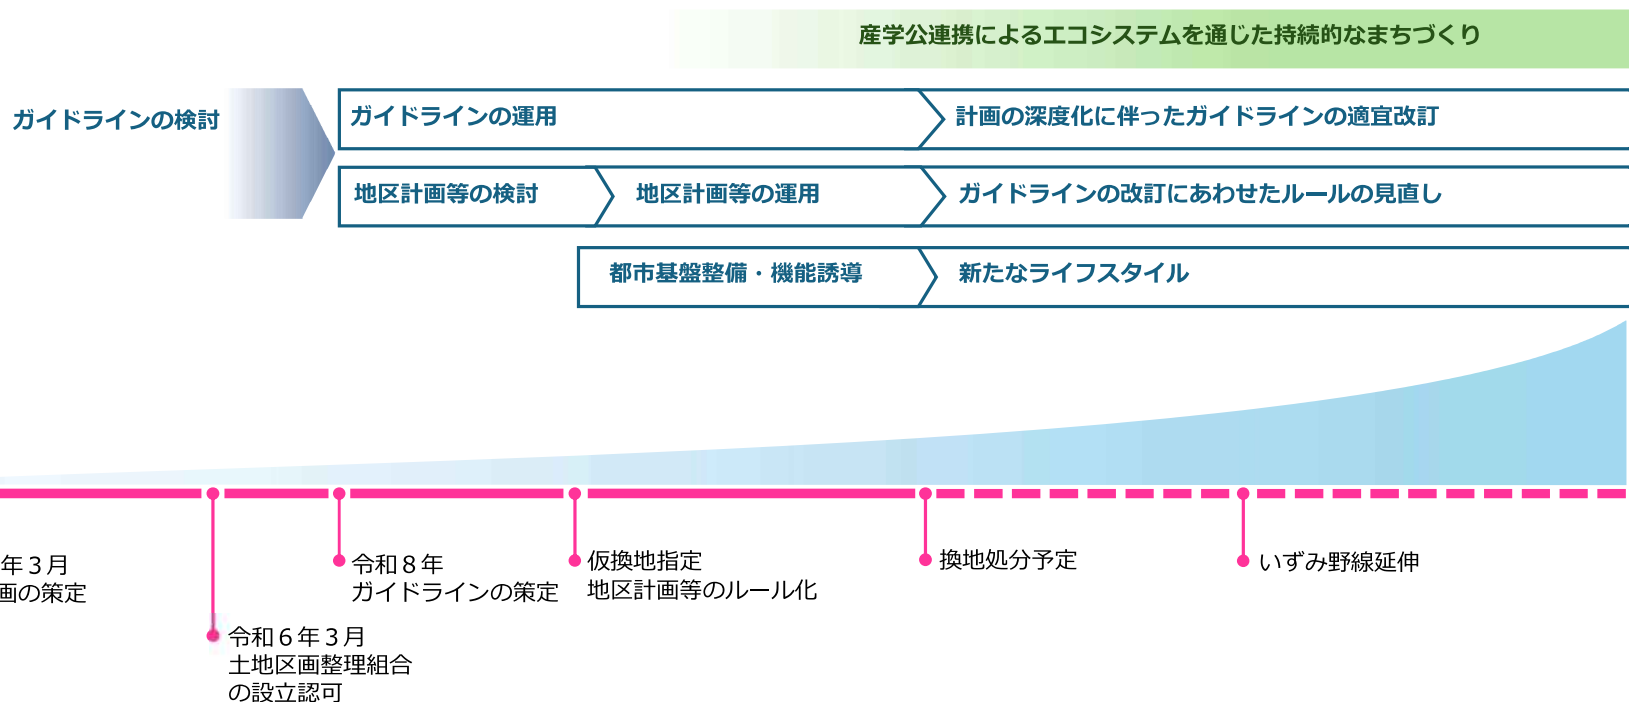 産学公連携によるエコシステムを通じた持続的なまちづくり
ガイドラインの検討
ガイドラインの運用
計画の深度化に伴ったガイドラインの適宜改訂
地区計画等の検討
地区計画等の運用
ガイドラインの改訂にあわせたルールの見直し
都市基盤整備・機能誘導
新たなライフスタイル
年３月
画の策定
令和６年３月
土地区画整理組合
の設立認可
令和８年
ガイドラインの策定
仮換地指定
地区計画等のルール化
換地処分予定
いずみ野線延伸